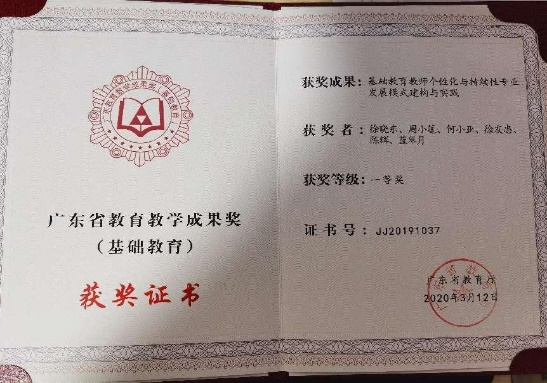 广东省教育教学成果奖
(基础教育)
获奖证书
获奖成果：基础教育教师个性化与持续性专业
发展模式建构与实践
获奖者：徐晓东、周小蓬、何小亚、徐友忠、
陈辉、蓝翠月
获奖等级：一等奖
证书号：JJ20191037
广东省教育厅
2020年3月12日